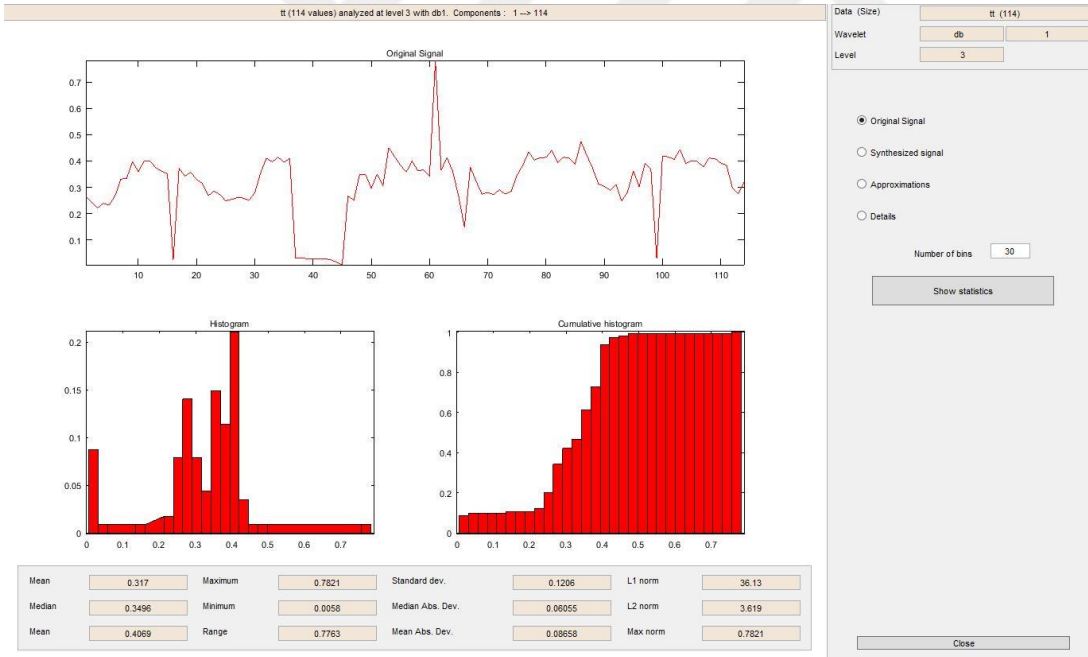 tt (114 values) analyzed at level 3 with db1. Components : 1 --> 114
Data (Size) tt (114)
Wavelet db 1
Level 3
Original Signal
0.7
0.6
0.5
0.4
0.3
0.2
0.1
10 20 30 40 50 60 70 80 90 100 110
Original Signal
Synthesized signal
Approximations
Details
Number of bins 30
Show statistics
Histogram
0.2
0.15
0.1
0.05
0
0 0.1 0.2 0.3 0.4 0.5 0.6 0.7
Cumulative histogram
1
0.8
0.6
0.4
0.2
0
0 0.1 0.2 0.3 0.4 0.5 0.6 0.7
Mean 0.317 Maximum 0.7821 Standard dev. 0.1206 L1 norm 36.13
Median 0.3496 Minimum 0.0058 Median Abs. Dev. 0.06055 L2 norm 3.619
Mean 0.4069 Range 0.7763 Mean Abs. Dev. 0.08658 Max norm 0.7821
Close